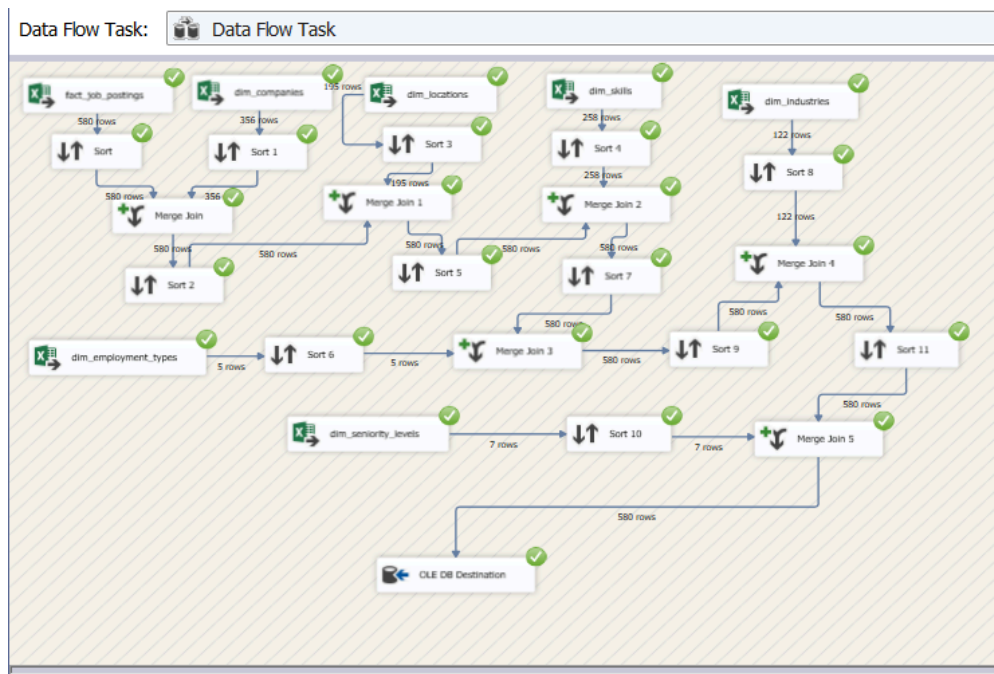 Data Flow Task: Data Flow Task
fact_job_postings
dim_companies
195 rows
dim_locations
dim_skills
dim_industries
580 rows
356 rows
258 rows
122 rows
Sort
Sort 1
Sort 3
Sort 4
Sort 8
580 rows
356
195 rows
258 rows
122 rows
Merge Join
Merge Join 1
Merge Join 2
Merge Join 4
580 rows
580 rows
580 rows
580 rows
580 rows
Sort 2
Sort 5
Sort 7
580 rows
580 rows
580 rows
dim_employment_types
5 rows
Sort 6
5 rows
Merge Join 3
580 rows
Sort 9
Sort 11
580 rows
dim_seniority_levels
7 rows
Sort 10
7 rows
Merge Join 5
580 rows
OLE DB Destination